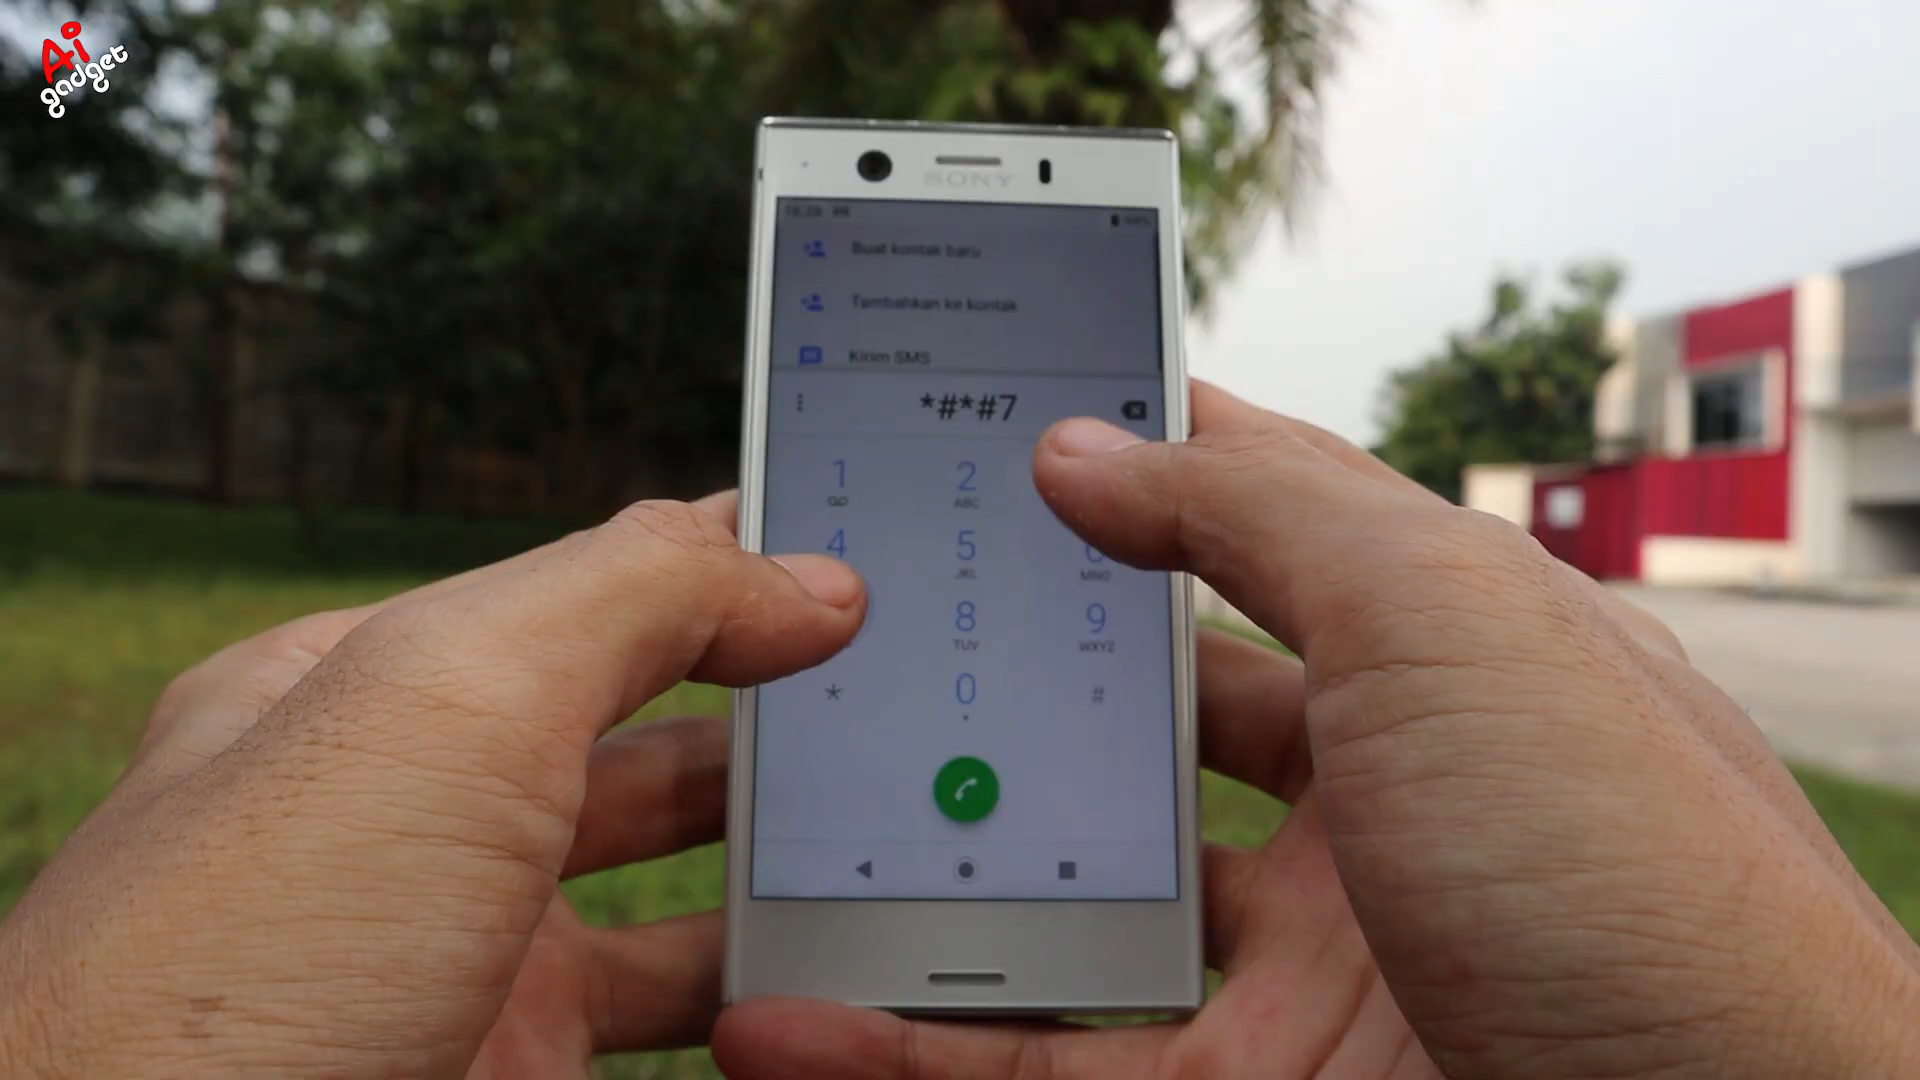 Ai
gadget
SONY
Buat kontak baru
Tambahkan ke kontak
Kirim SMS
*#*#7
1 2
ABC
4 5
JKL MNO
8 9
TUV WXYZ
* 0 #